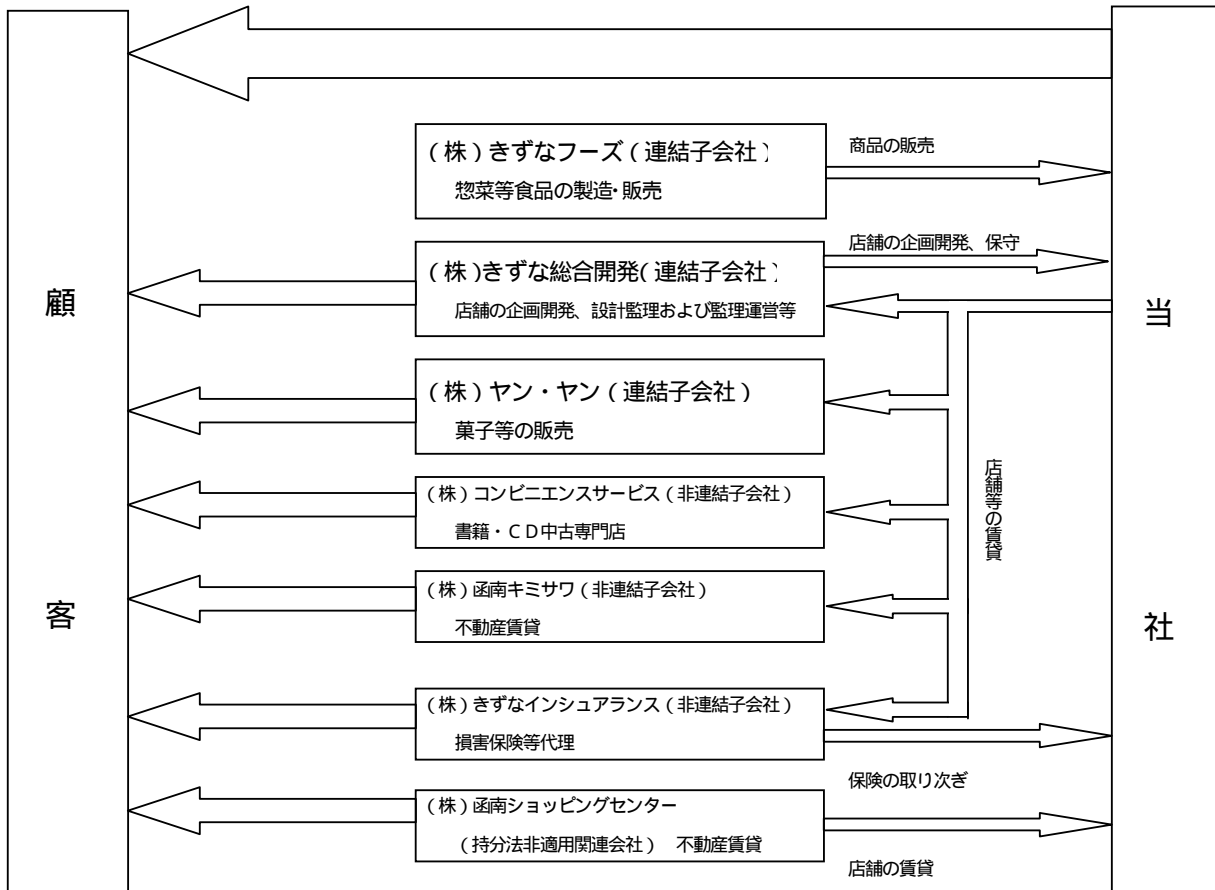 (株)きずなフーズ(連結子会社)
惣菜等食品の製造・販売
商品の販売
(株)きずな総合開発(連結子会社)
店舗の企画開発、設計監理および監理運営等
店舗の企画開発、保守
(株)ヤン・ヤン(連結子会社)
菓子等の販売
(株)コンビニエンスサービス(非連結子会社)
書籍・CD中古専門店
(株)函南キミサワ(非連結子会社)
不動産賃貸
(株)きずなインシュアランス(非連結子会社)
損害保険等代理
保険の取り次ぎ
(株)函南ショッピングセンター
(持分法非適用関連会社) 不動産賃貸
店舗の賃貸
店舗等の賃貸
顧客
当社